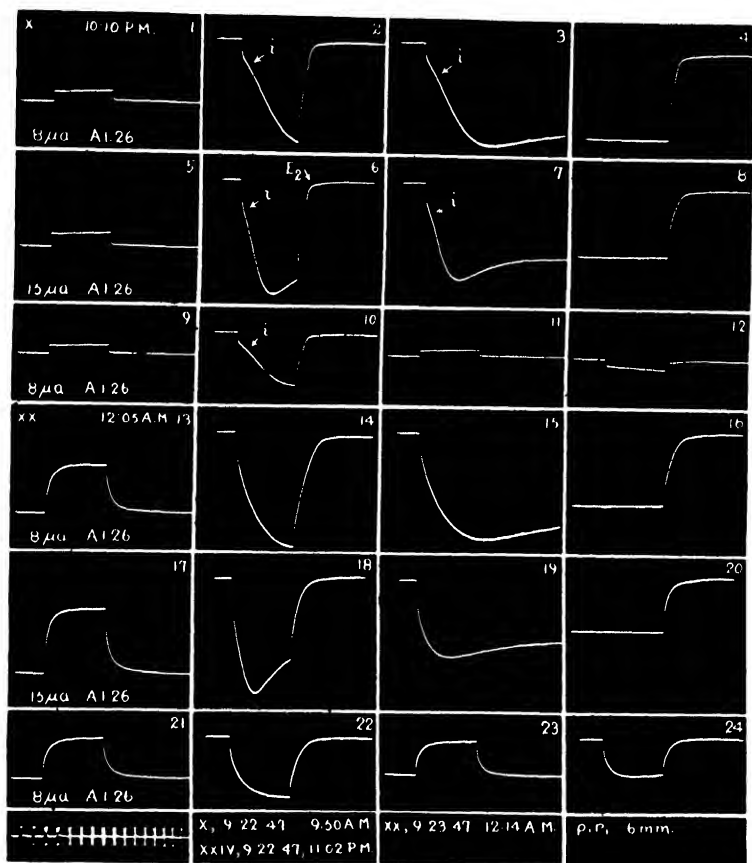 X 10:10 P.M. 1
8μa A1.26
2
i
3
i
4
5
15μa A1.26
E2
6
i
7
i
8
9
8μa A1.26
10
i
11
12
XX 12:05 A.M 13
8μa A1.26
14
15
16
17
15μa A1.26
18
19
20
21
8μa A1.26
22
23
24
X, 9 22 47 9:50 A M
XXIV, 9 22 47, 11 02 P M.
XX, 9 23 47 12:14 A M.
p.r., 6 mm.